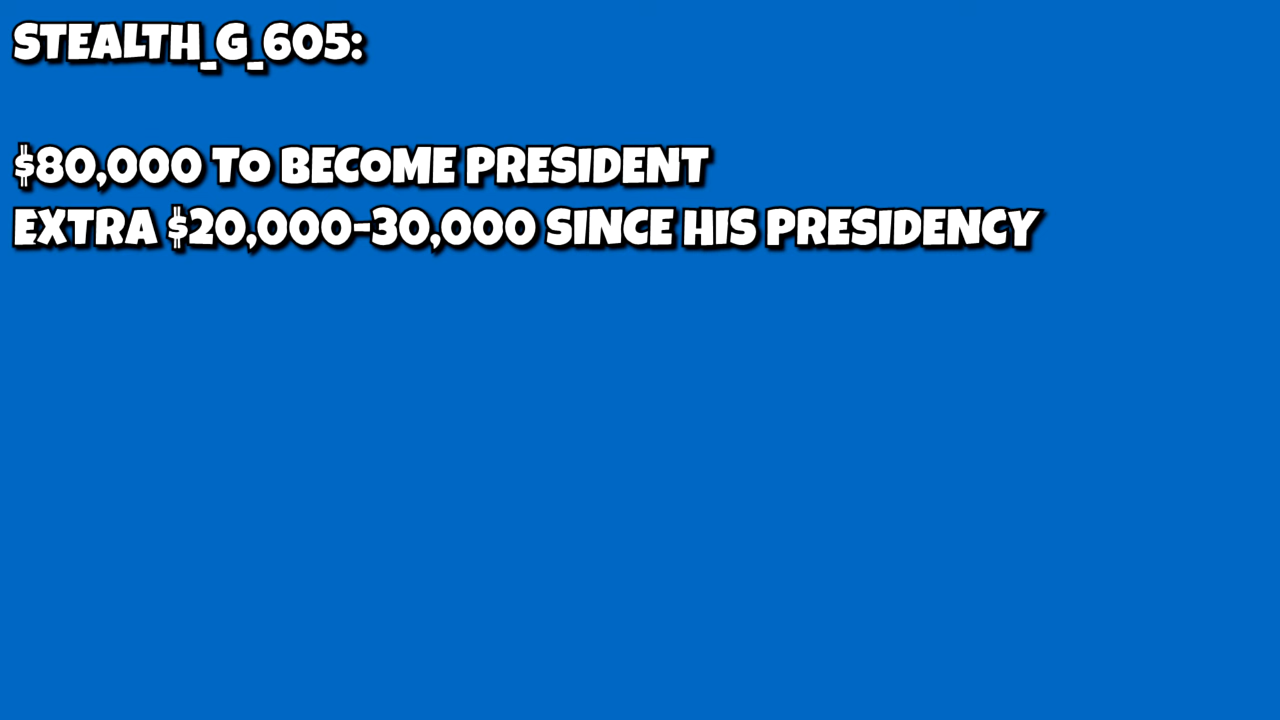 STEALTH_G_605:
$80,000 TO BECOME PRESIDENT
EXTRA $20,000-30,000 SINCE HIS PRESIDENCY